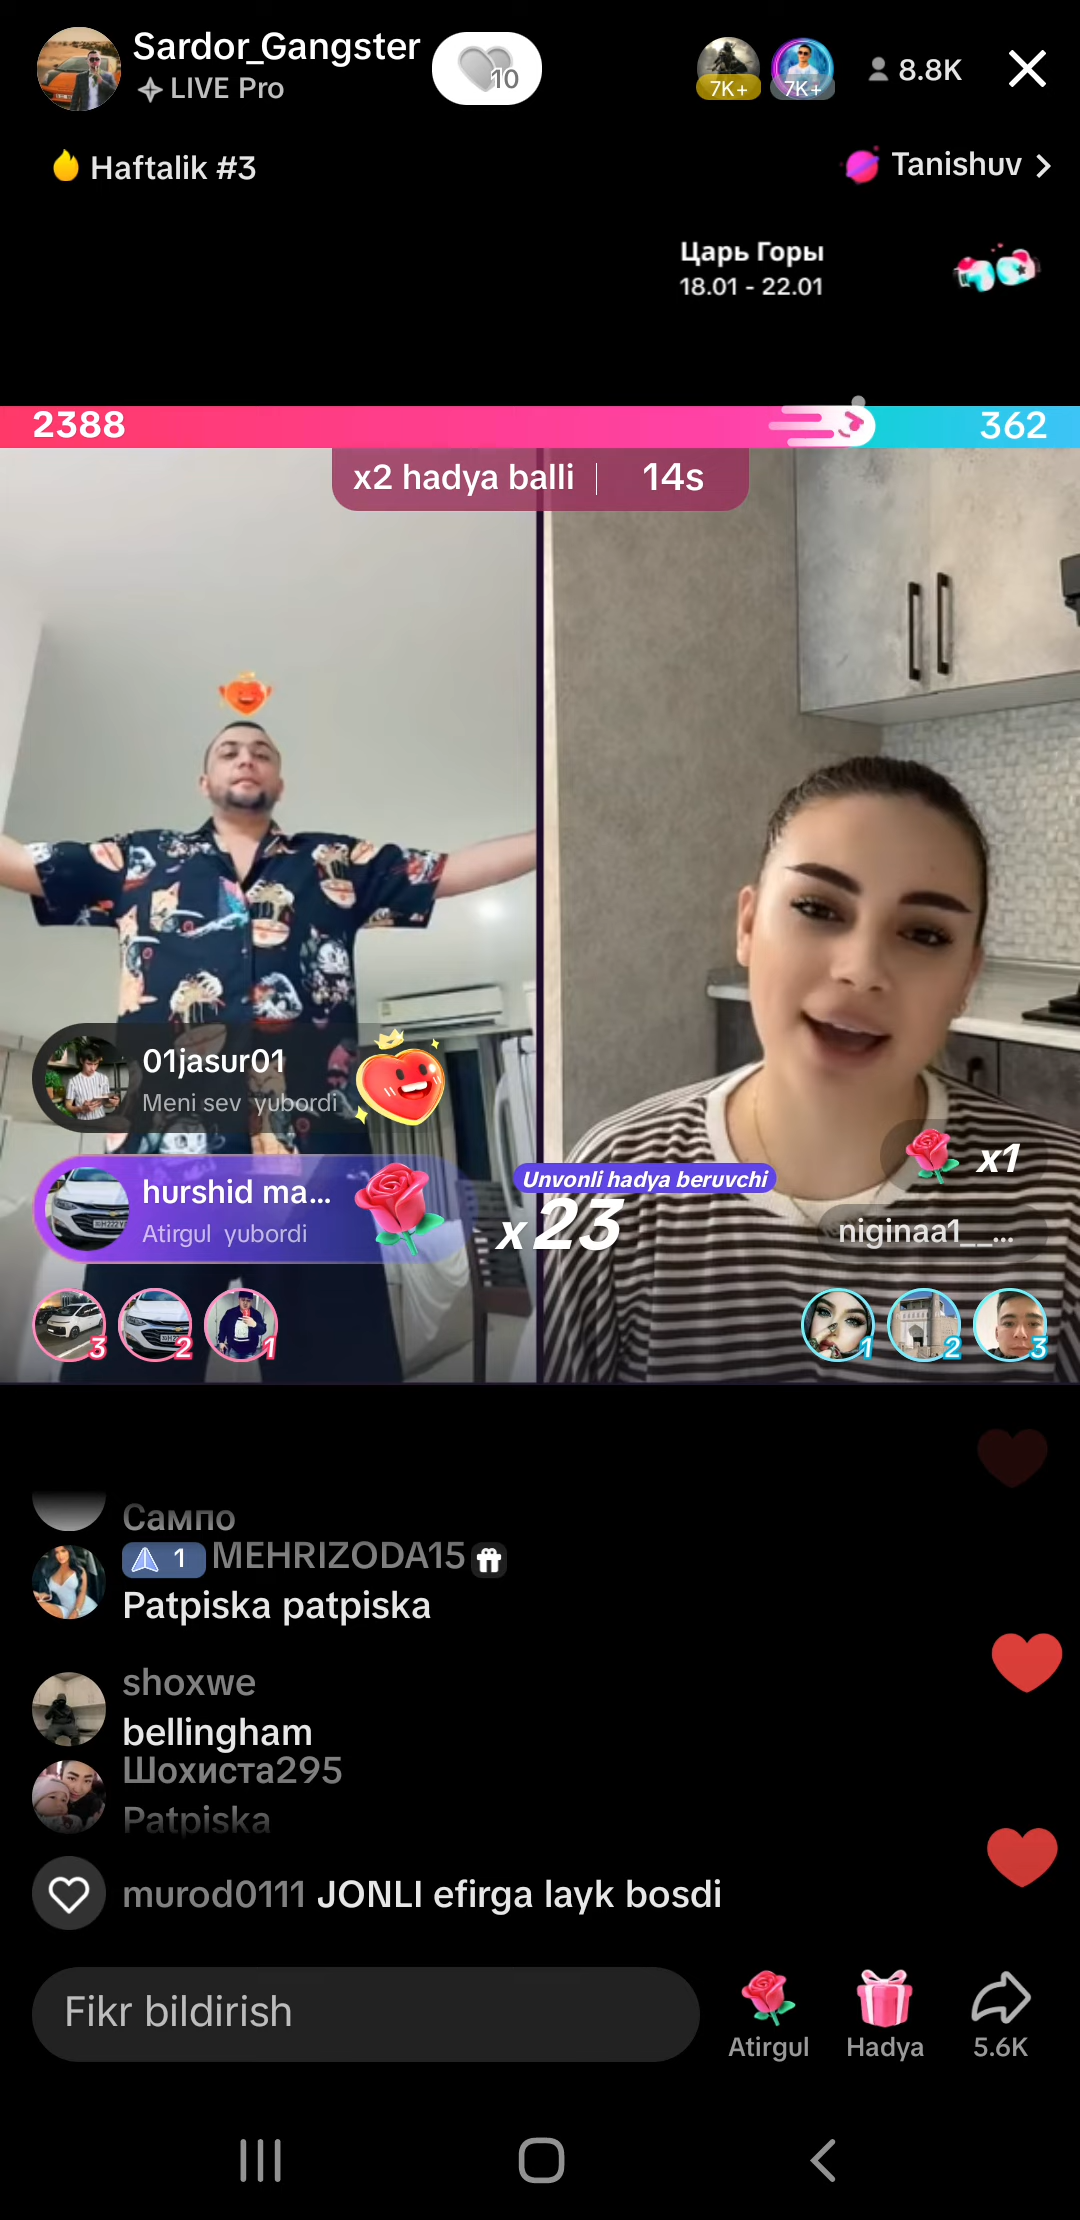 Sardor_Gangster
LIVE Pro
10
7K+
7K+
8.8K
Haftalik #3
Tanishuv
Царь Горы
18.01 - 22.01
2388
362
x2 hadya balli
14s
01jasur01
Meni sev yubordi
hurshid ma...
Atirgul yubordi
Unvonli hadya beruvchi
x23
x1
niginaa1__...
3
2
1
1
2
3
Сампо
1 MEHRIZODA15
Patpiska patpiska
shoxwe
bellingham
Шохиста295
Patpiska
murod0111 JONLI efirga layk bosdi
Fikr bildirish
Atirgul
Hadya
5.6K